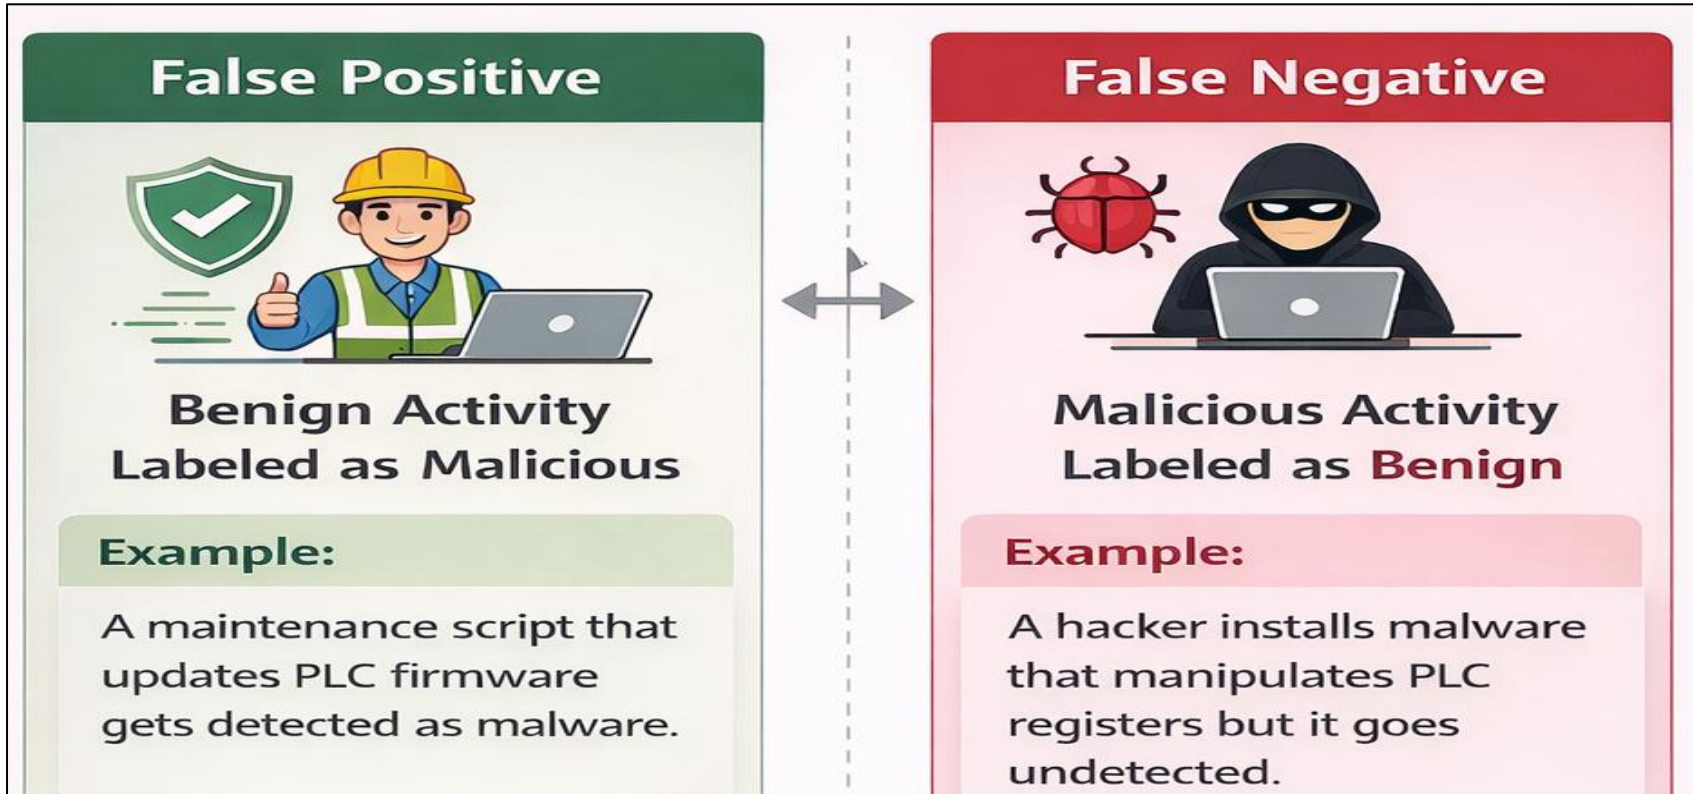 False Positive
Benign Activity
Labeled as Malicious
Example:
A maintenance script that
updates PLC firmware
gets detected as malware.
False Negative
Malicious Activity
Labeled as Benign
Example:
A hacker installs malware
that manipulates PLC
registers but it goes
undetected.